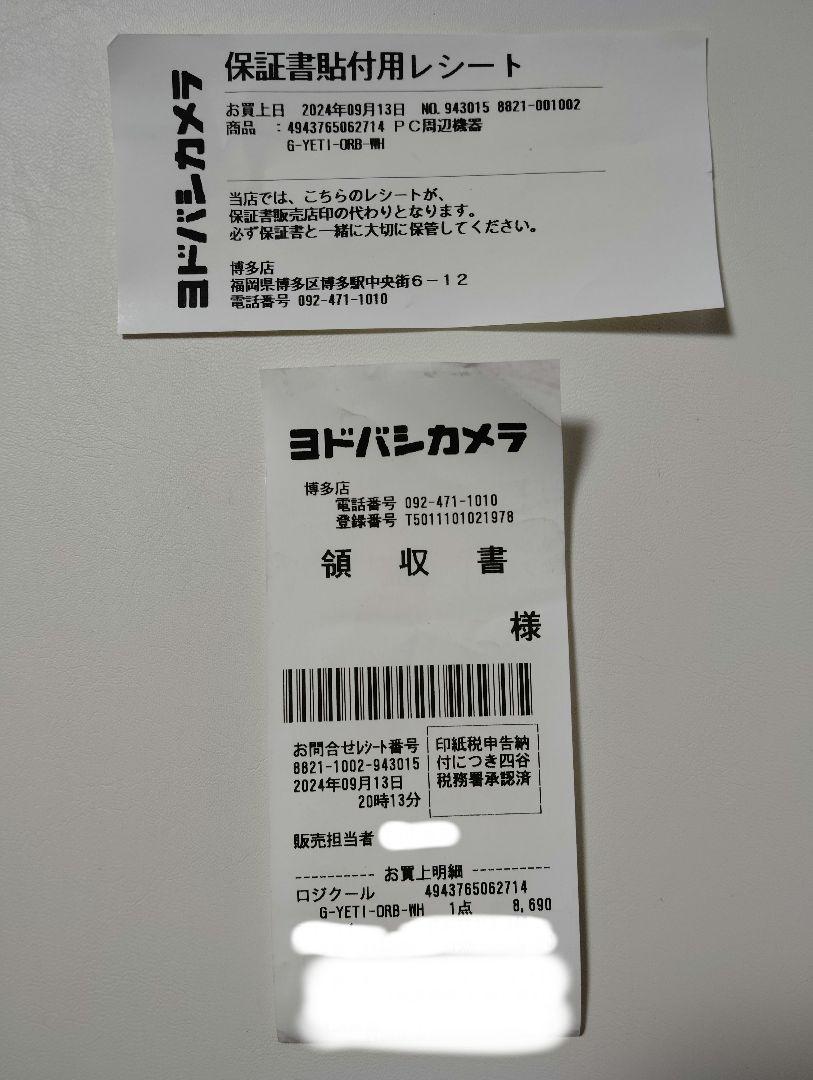 ヨドバシカメラ
保証書貼付用レシート
お買上日 2024年09月13日 NO.943015 8821-001002
商品 :4943765062714 PC周辺機器
G-YETI-ORB-WH
当店では、こちらのレシートが、
保証書販売店印の代わりとなります。
必ず保証書と一緒に大切に保管してください。
博多店
福岡県博多区博多駅中央街6-12
電話番号 092-471-1010
ヨドバシカメラ
博多店
電話番号 092-471-1010
登録番号 T5011101021978
領 収 書
様
お問合せレシート番号
8821-1002-943015
2024年09月13日
20時13分
印紙税申告納
付につき四谷
税務署承認済
販売担当者
---------- お買上明細 ----------
ロジクール 4943765062714
G-YETI-ORB-WH 1点 8,690